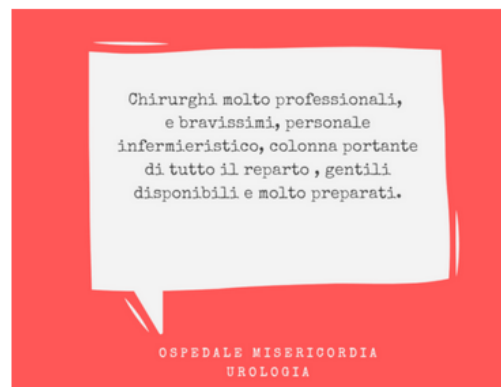 Chirurghi molto professionali,
e bravissimi, personale
infermieristico, colonna portante
di tutto il reparto , gentili
disponibili e molto preparati.
OSPEDALE MISERICORDIA
UROLOGIA